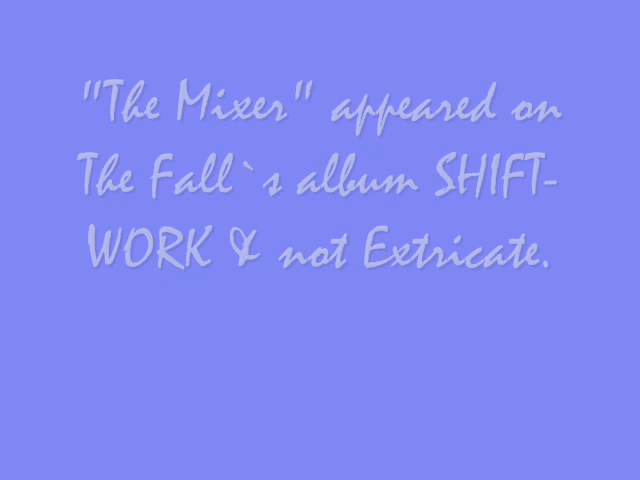 "The Mixer" appeared on
The Fall`s album SHIFT-
WORK & not Extricate.